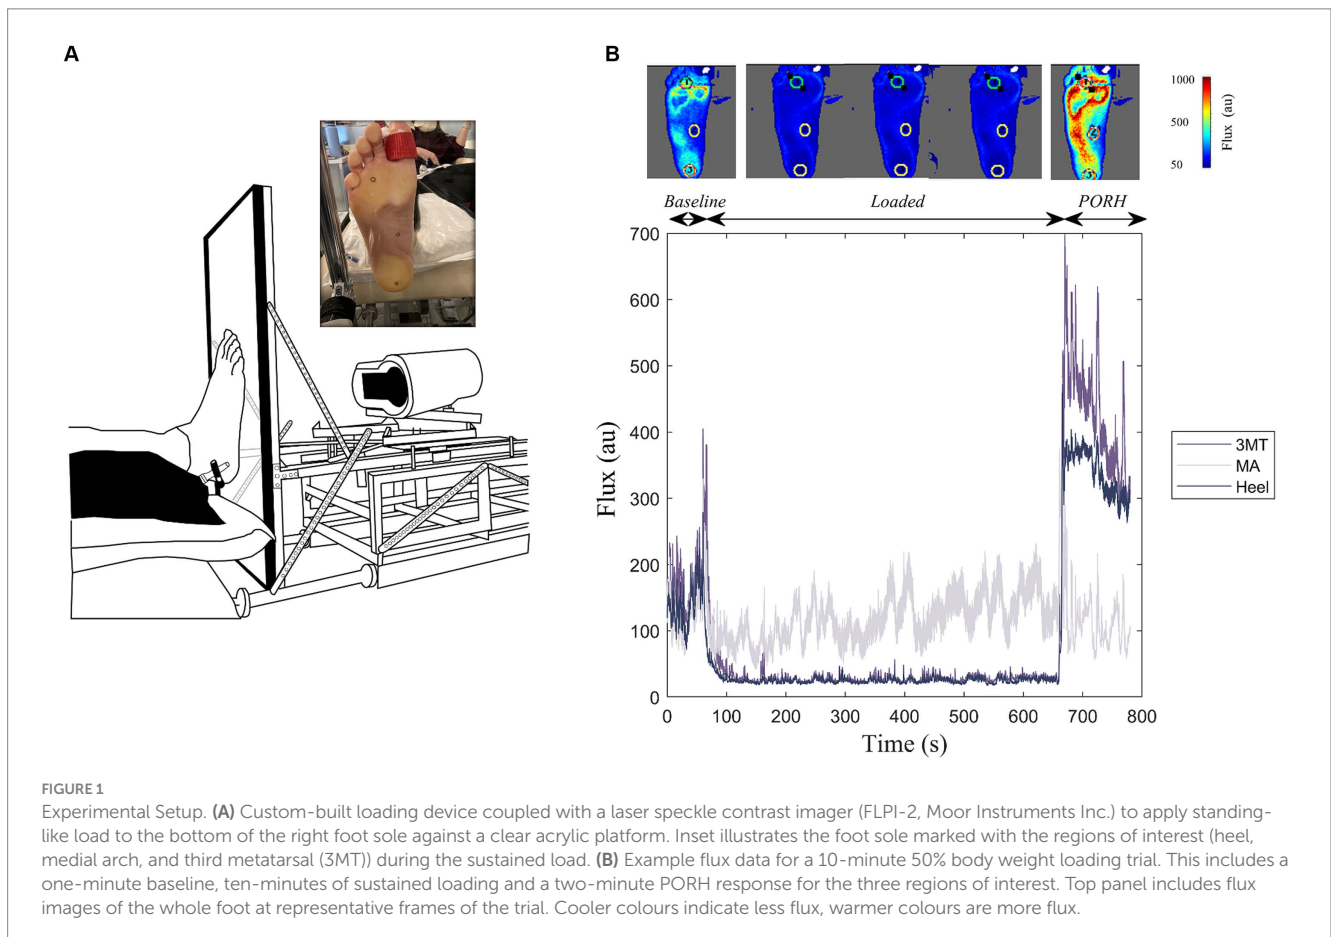 A
B
1000
500
50
Flux (au)
Baseline
Loaded
PORH
700
600
500
400
300
200
100
0
Flux (au)
0 100 200 300 400 500 600 700 800
Time (s)
3MT
MA
Heel
FIGURE 1
Experimental Setup. (A) Custom-built loading device coupled with a laser speckle contrast imager (FLPI-2, Moor Instruments Inc.) to apply standing-
like load to the bottom of the right foot sole against a clear acrylic platform. Inset illustrates the foot sole marked with the regions of interest (heel,
medial arch, and third metatarsal (3MT)) during the sustained load. (B) Example flux data for a 10-minute 50% body weight loading trial. This includes a
one-minute baseline, ten-minutes of sustained loading and a two-minute PORH response for the three regions of interest. Top panel includes flux
images of the whole foot at representative frames of the trial. Cooler colours indicate less flux, warmer colours are more flux.